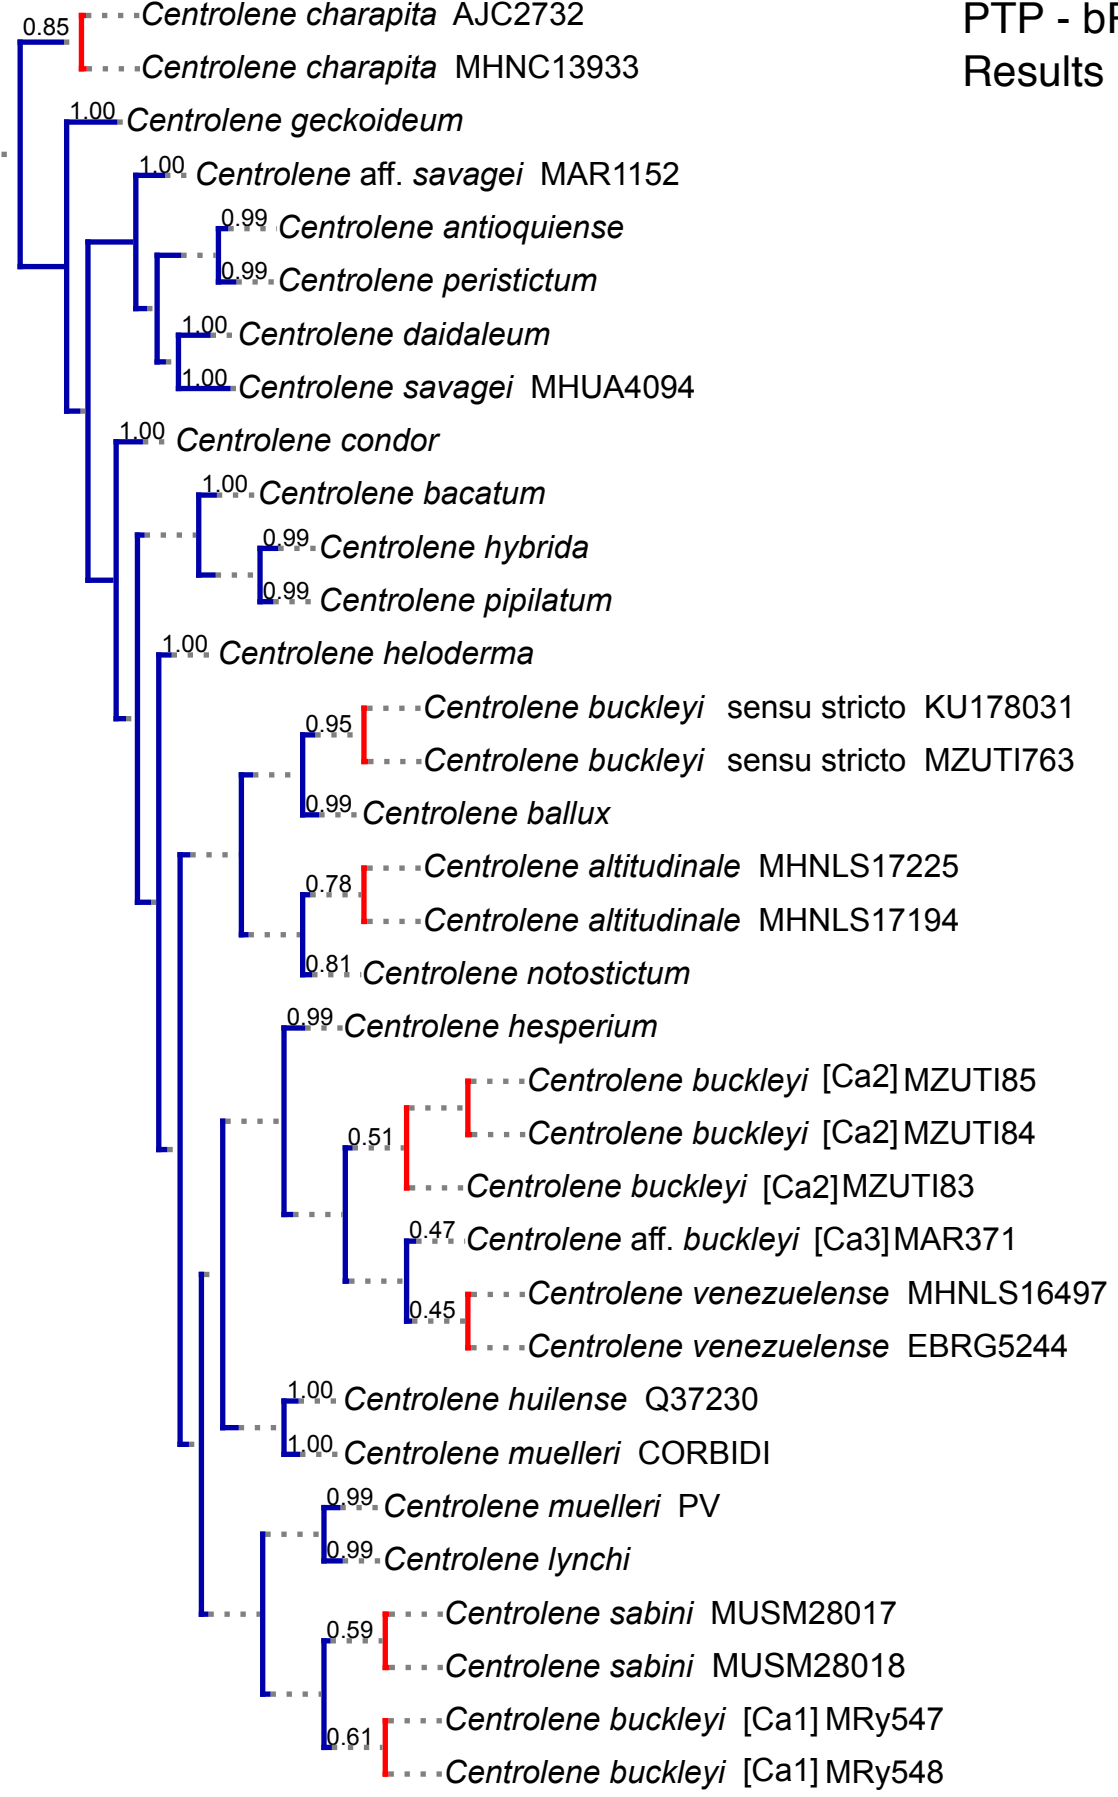 Centrolene charapita AJC2732
PTP - bP
0.85
Centrolene charapita MHNC13933
Results
1.00
Centrolene geckoideum
1.00
Centrolene aff. savagei MAR1152
0.99
Centrolene antioquiense
0.99
Centrolene peristictum
1.00
Centrolene daidaleum
1.00
Centrolene savagei MHUA4094
1.00
Centrolene condor
1.00
Centrolene bacatum
0.99
Centrolene hybrida
0.99
Centrolene pipilatum
1.00
Centrolene heloderma
Centrolene buckleyi sensu stricto KU178031
0.95
Centrolene buckleyi sensu stricto MZUTI763
0.99
Centrolene ballux
Centrolene altitudinale MHNLS17225
0.78
Centrolene altitudinale MHNLS17194
0.81
Centrolene notostictum
0.99
Centrolene hesperium
Centrolene buckleyi [Ca2] MZUTI85
Centrolene buckleyi [Ca2] MZUTI84
0.51
Centrolene buckleyi [Ca2] MZUTI83
0.47
Centrolene aff. buckleyi [Ca3] MAR371
Centrolene venezuelense MHNLS16497
0.45
Centrolene venezuelense EBRG5244
1.00
Centrolene huilense Q37230
1.00
Centrolene muelleri CORBIDI
0.99
Centrolene muelleri PV
0.99
Centrolene lynchi
Centrolene sabini MUSM28017
0.59
Centrolene sabini MUSM28018
Centrolene buckleyi [Ca1] MRy547
0.61
Centrolene buckleyi [Ca1] MRy548